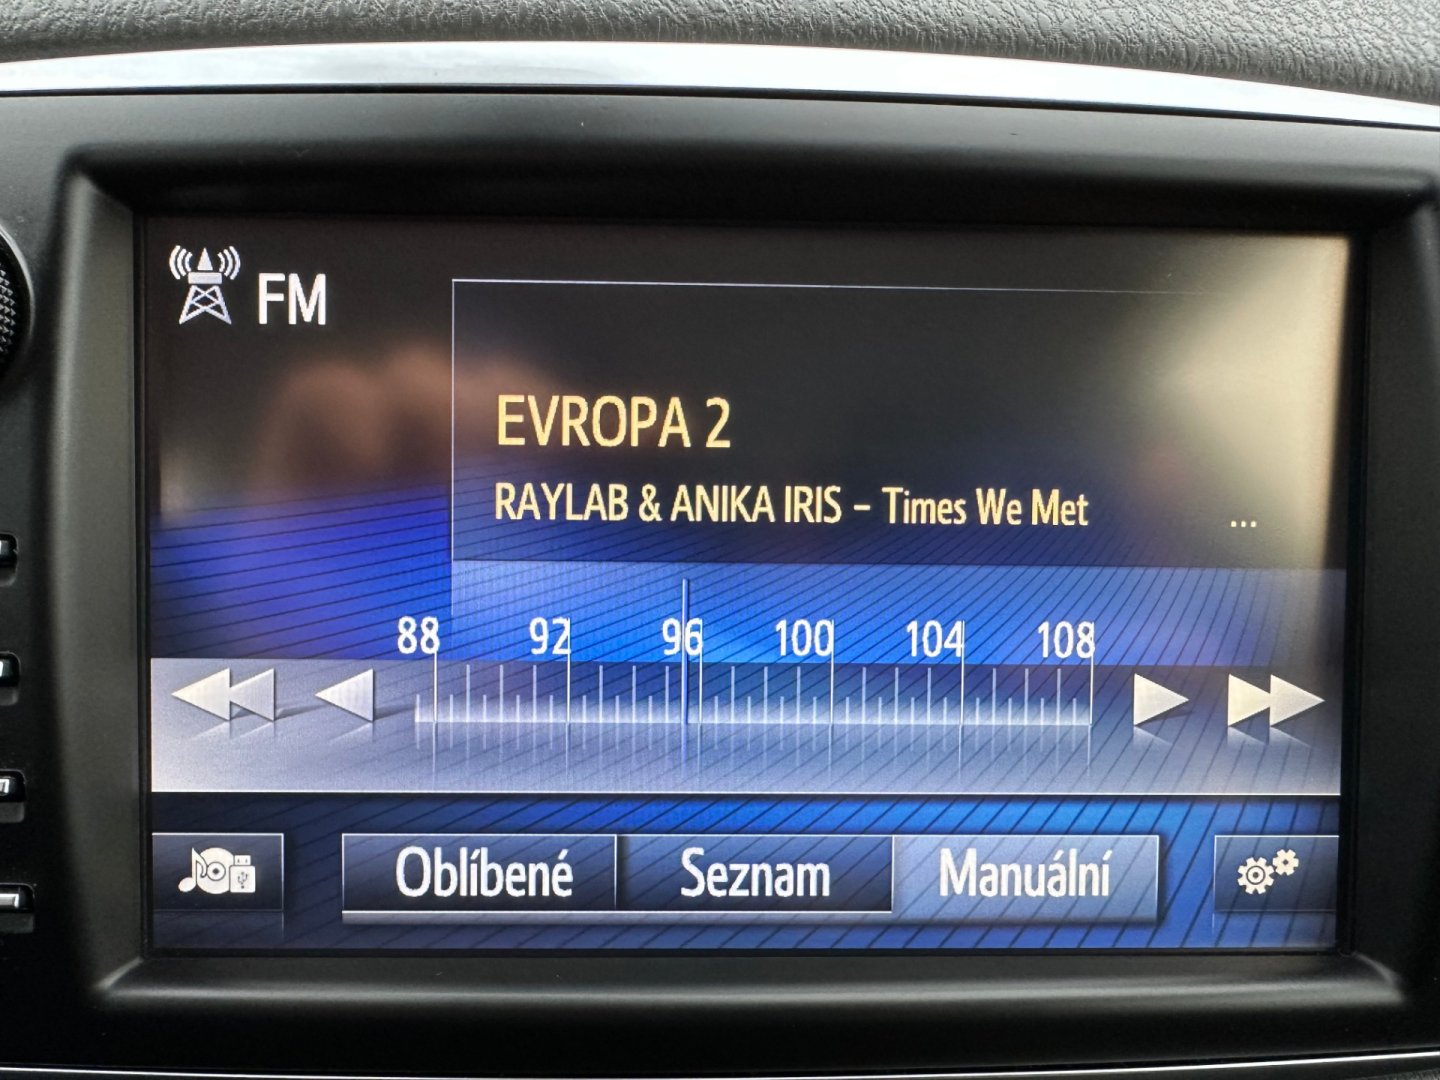 FM
EVROPA 2
RAYLAB & ANIKA IRIS – Times We Met ...
88 92 96 100 104 108
Oblíbené Seznam Manuální